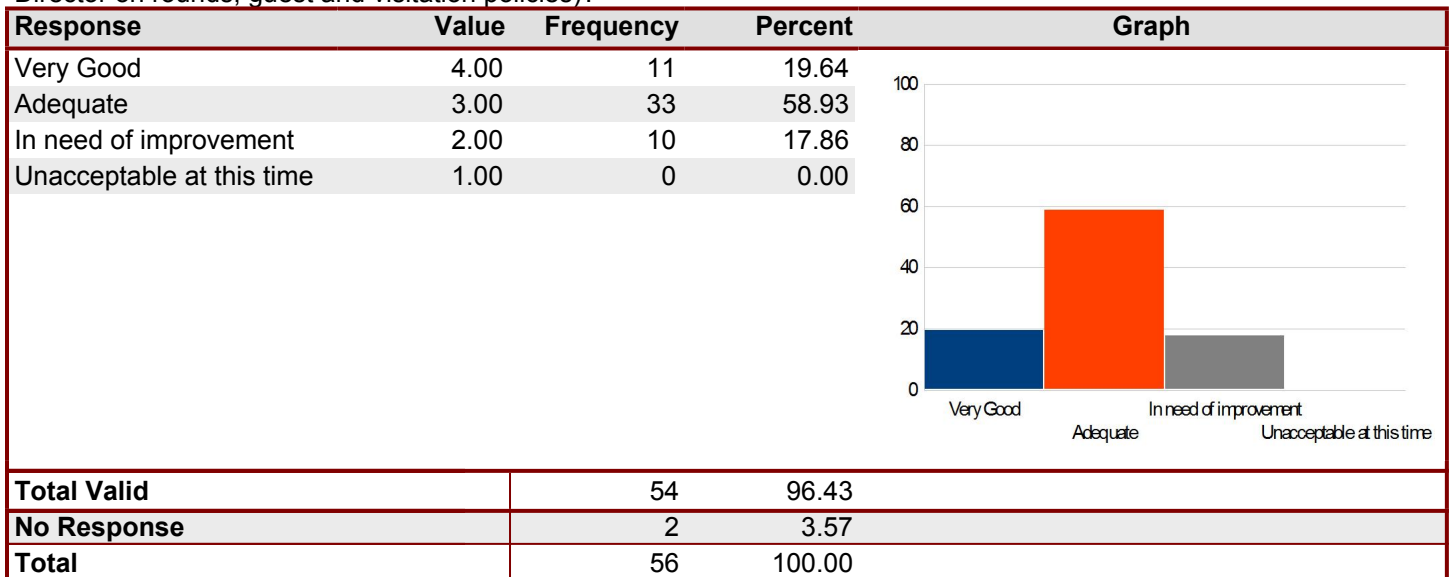 Director on rounds, guest and visitation policies).
Response Value Frequency Percent Graph
Very Good 4.00 11 19.64
Adequate 3.00 33 58.93
In need of improvement 2.00 10 17.86
Unacceptable at this time 1.00 0 0.00
100
80
60
40
20
0
Very Good In need of improvement
Adequate Unacceptable at this time
Total Valid 54 96.43
No Response 2 3.57
Total 56 100.00